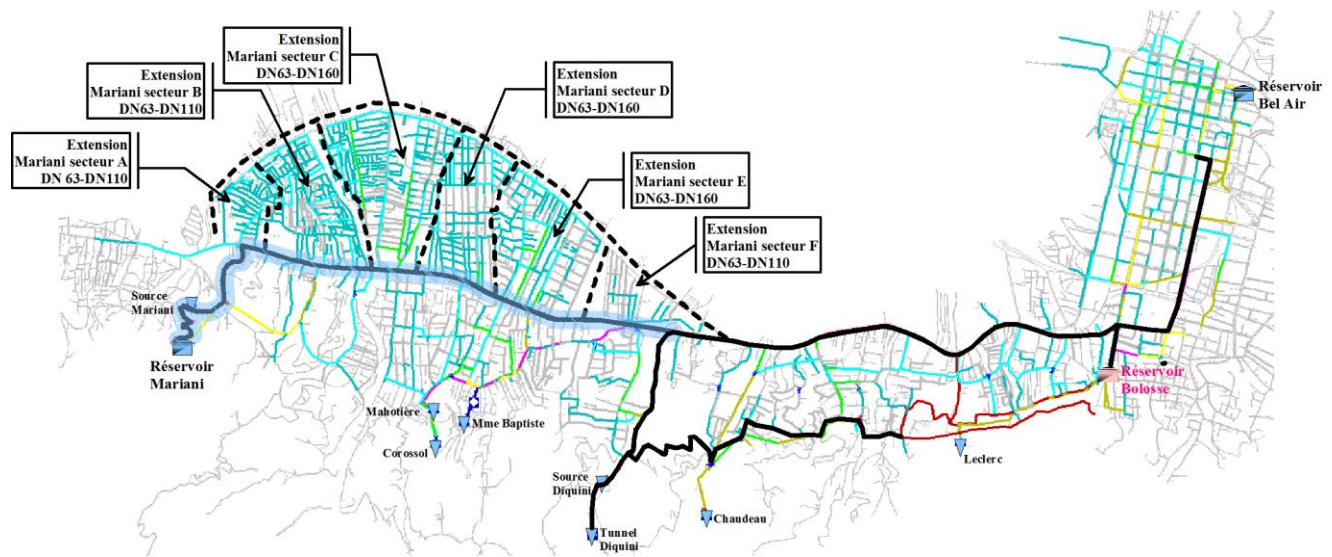 Extension
Mariani secteur C
DN63-DN160
Extension
Mariani secteur B
DN63-DN110
Extension
Mariani secteur D
DN63-DN160
Extension
Mariani secteur A
DN 63-DN110
Extension
Mariani secteur E
DN63-DN160
Extension
Mariani secteur F
DN63-DN110
Réservoir
Bel Air
Source
Mariani
Réservoir
Mariani
Réservoir
Bolosse
Mahotière
Mme Baptiste
Corossol
Leclerc
Source
Diquini
Chaudeau
Tunnel
Diquini